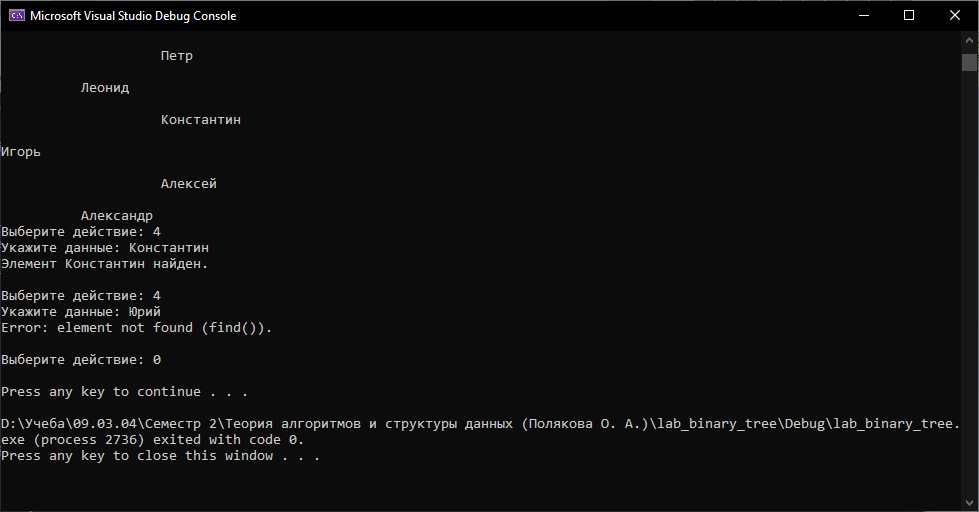 Microsoft Visual Studio Debug Console
Петр
Леонид
Константин
Игорь
Алексей
Александр
Выберите действие: 4
Укажите данные: Константин
Элемент Константин найден.
Выберите действие: 4
Укажите данные: Юрий
Error: element not found (find()).
Выберите действие: 0
Press any key to continue . . .
D:\Учеба\09.03.04\Семестр 2\Теория алгоритмов и структуры данных (Полякова О. А.)\lab_binary_tree\Debug\lab_binary_tree.
exe (process 2736) exited with code 0.
Press any key to close this window . . .